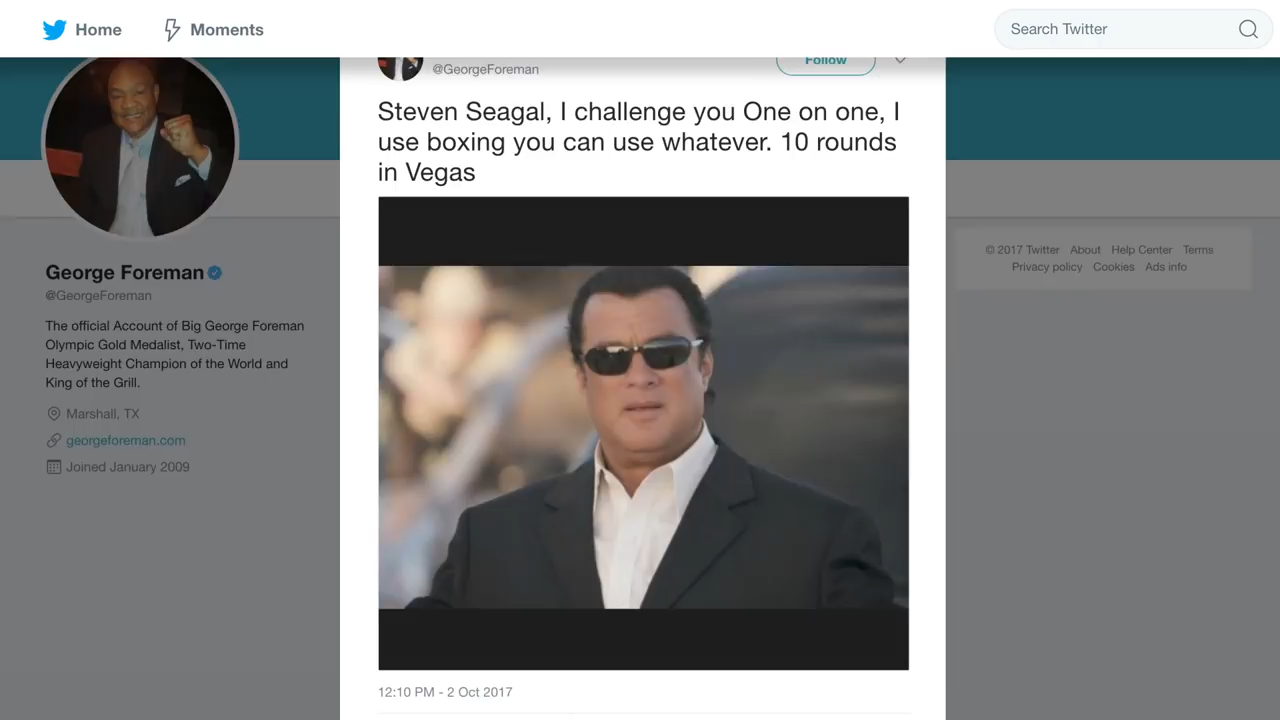 Home
Moments
Search Twitter
@GeorgeForeman
Follow
Steven Seagal, I challenge you One on one, I
use boxing you can use whatever. 10 rounds
in Vegas
12:10 PM - 2 Oct 2017
George Foreman
@GeorgeForeman
The official Account of Big George Foreman
Olympic Gold Medalist, Two-Time
Heavyweight Champion of the World and
King of the Grill.
Marshall, TX
georgeforeman.com
Joined January 2009
© 2017 Twitter About Help Center Terms
Privacy policy Cookies Ads info